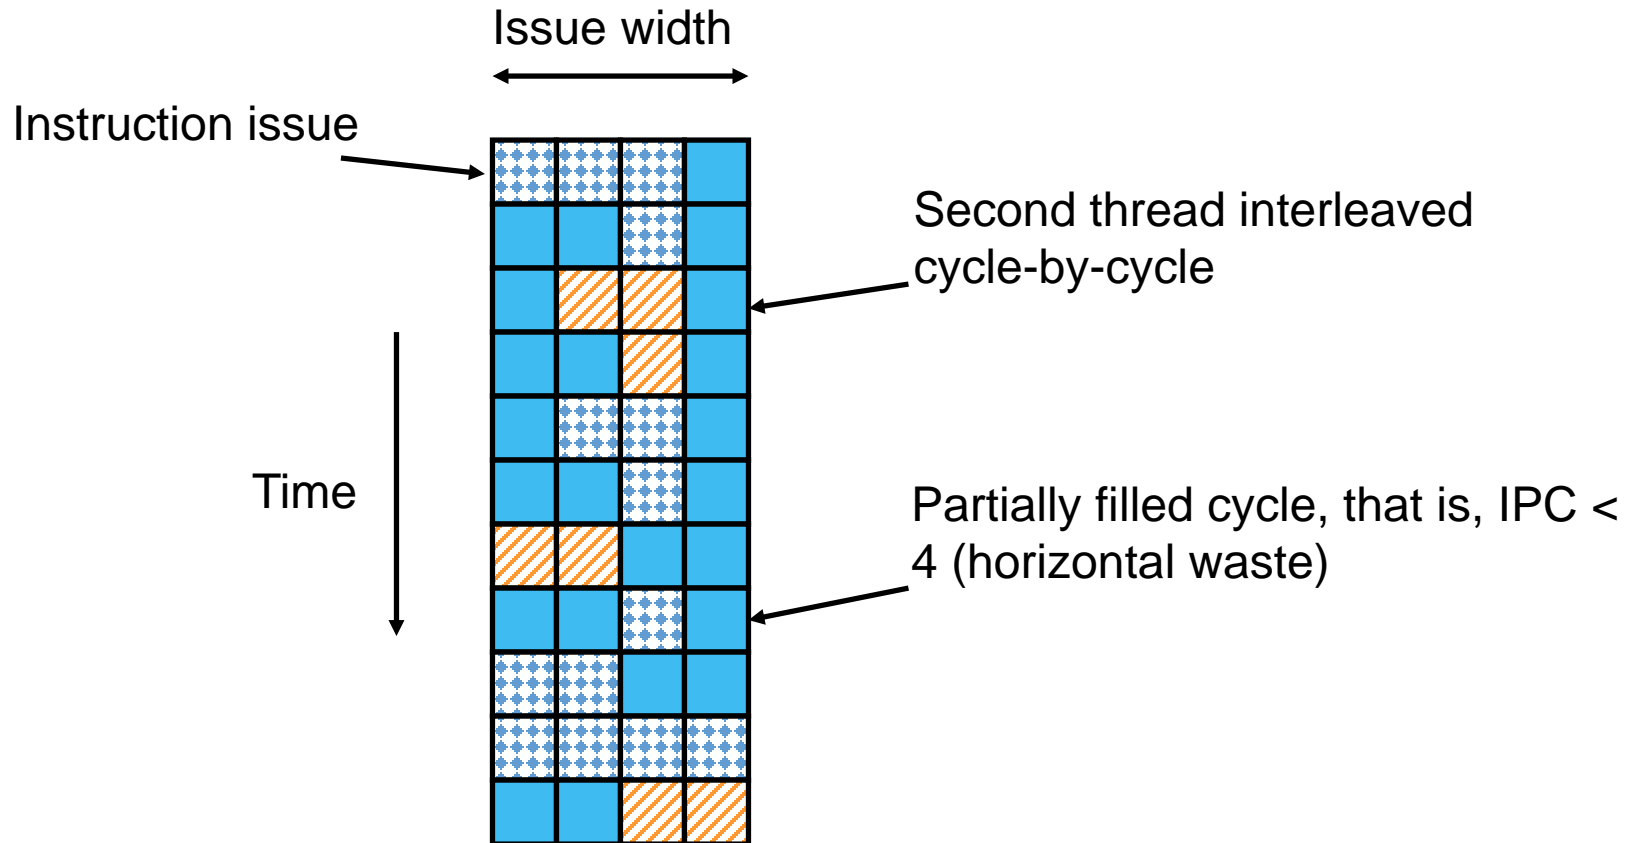 Issue width
Instruction issue
Second thread interleaved
cycle-by-cycle
Time
Partially filled cycle, that is, IPC <
4 (horizontal waste)